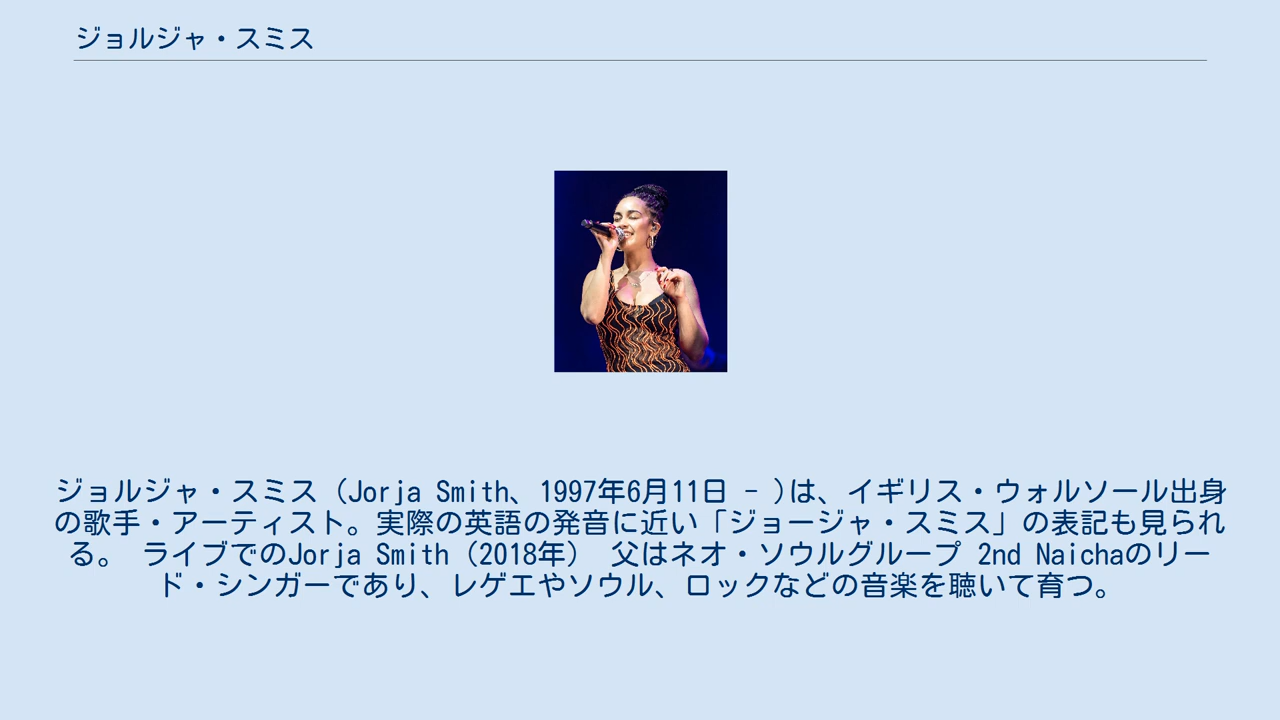 ジョルジャ・スミス
ジョルジャ・スミス（Jorja Smith、1997年6月11日 - )は、イギリス・ウォルソール出身
の歌手・アーティスト。実際の英語の発音に近い「ジョージャ・スミス」の表記も見られ
る。 ライブでのJorja Smith（2018年） 父はネオ・ソウルグループ 2nd Naichaのリー
ド・シンガーであり、レゲエやソウル、ロックなどの音楽を聴いて育つ。